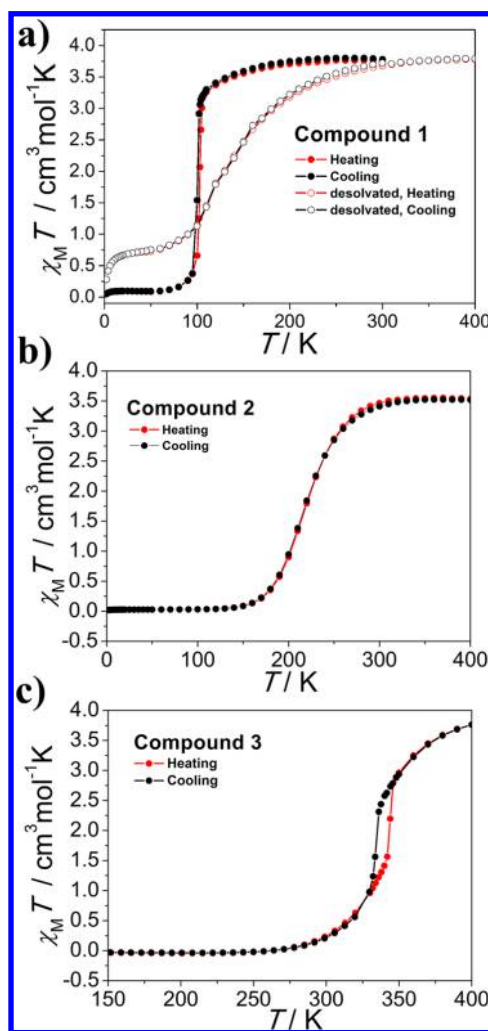 a)
4.0
3.5
3.0
2.5
2.0
1.5
1.0
0.5
0.0
χM T / cm³mol⁻¹K
Compound 1
Heating
Cooling
desolvated, Heating
desolvated, Cooling
0 100 200 300 400
T / K
b)
4.0
3.5
3.0
2.5
2.0
1.5
1.0
0.5
0.0
-0.5
χM T / cm³mol⁻¹K
Compound 2
Heating
Cooling
0 100 200 300 400
T / K
c)
4.0
3.5
3.0
2.5
2.0
1.5
1.0
0.5
0.0
-0.5
χM T / cm³mol⁻¹K
Compound 3
Heating
Cooling
150 200 250 300 350 400
T / K